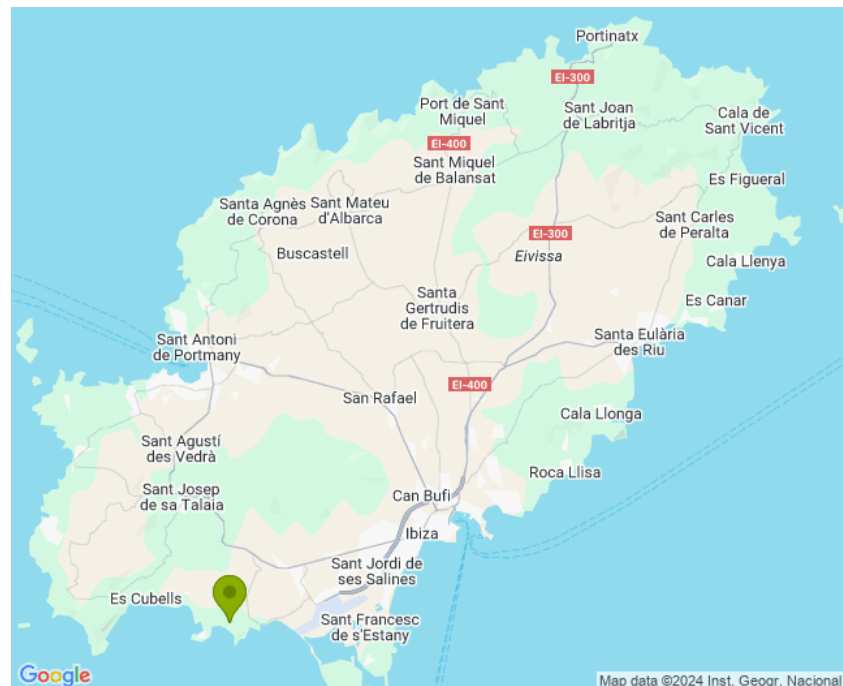 Portinatx
EI-300
Port de Sant
Miquel
Sant Joan
de Labritja
Cala de
Sant Vicent
EI-400
Sant Miquel
de Balansat
Es Figueral
Santa Agnès
de Corona
Sant Mateu
d'Albarca
Sant Carles
de Peralta
EI-300
Buscastell
Eivissa
Cala Llenya
Santa
Gertrudis
de Fruitera
Es Canar
Sant Antoni
de Portmany
Santa Eulària
des Riu
EI-400
San Rafael
Cala Llonga
Sant Agustí
des Vedrà
Roca Llisa
Sant Josep
de sa Talaia
Can Bufi
Ibiza
Sant Jordi de
ses Salines
Es Cubells
Sant Francesc
de s'Estany
Google
Map data ©2024 Inst. Geogr. Nacional